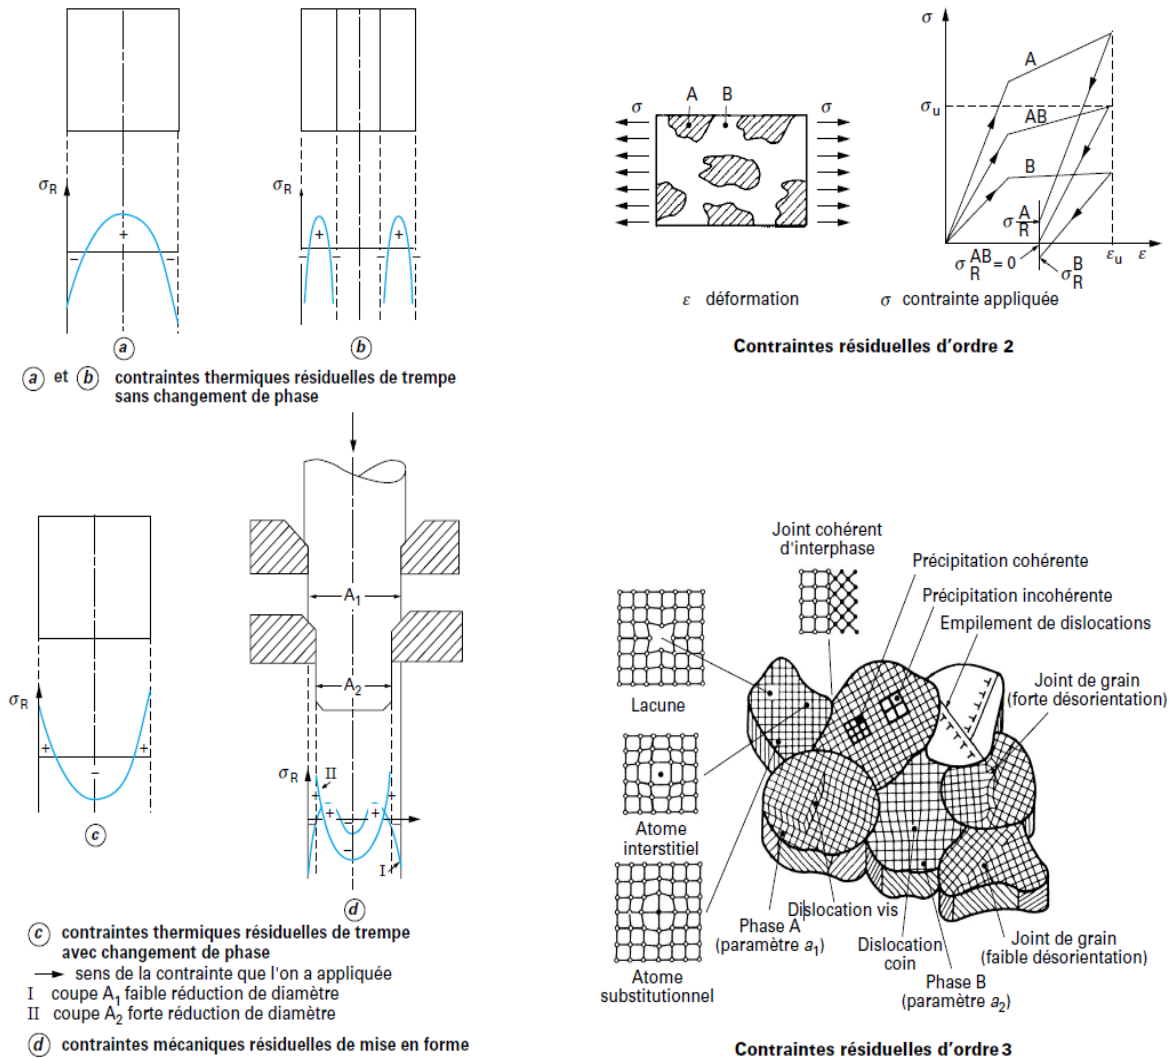 σR
+
−
−
a
σR
+
+
−
−
−
−
b
a et b contraintes thermiques résiduelles de trempe
sans changement de phase
σ
A
B
σ
ε déformation
σ contrainte appliquée
σ
σu
A
AB
B
σ A R
σ AB R = 0
σ B R
εu
ε
Contraintes résiduelles d'ordre 2
σR
+
−
+
c
A1
A2
σR
II
+
+
−
−
+
+
−
−
I
d
c contraintes thermiques résiduelles de trempe
avec changement de phase
→ sens de la contrainte que l'on a appliquée
I coupe A1 faible réduction de diamètre
II coupe A2 forte réduction de diamètre
d contraintes mécaniques résiduelles de mise en forme
Joint cohérent
d'interphase
Précipitation cohérente
Précipitation incohérente
Empilement de dislocations
Joint de grain
(forte désorientation)
Lacune
Atome
interstitiel
Atome
substitutionnel
Phase A
(paramètre a1)
Dislocation vis
Dislocation
coin
Phase B
(paramètre a2)
Joint de grain
(faible désorientation)
Contraintes résiduelles d'ordre 3